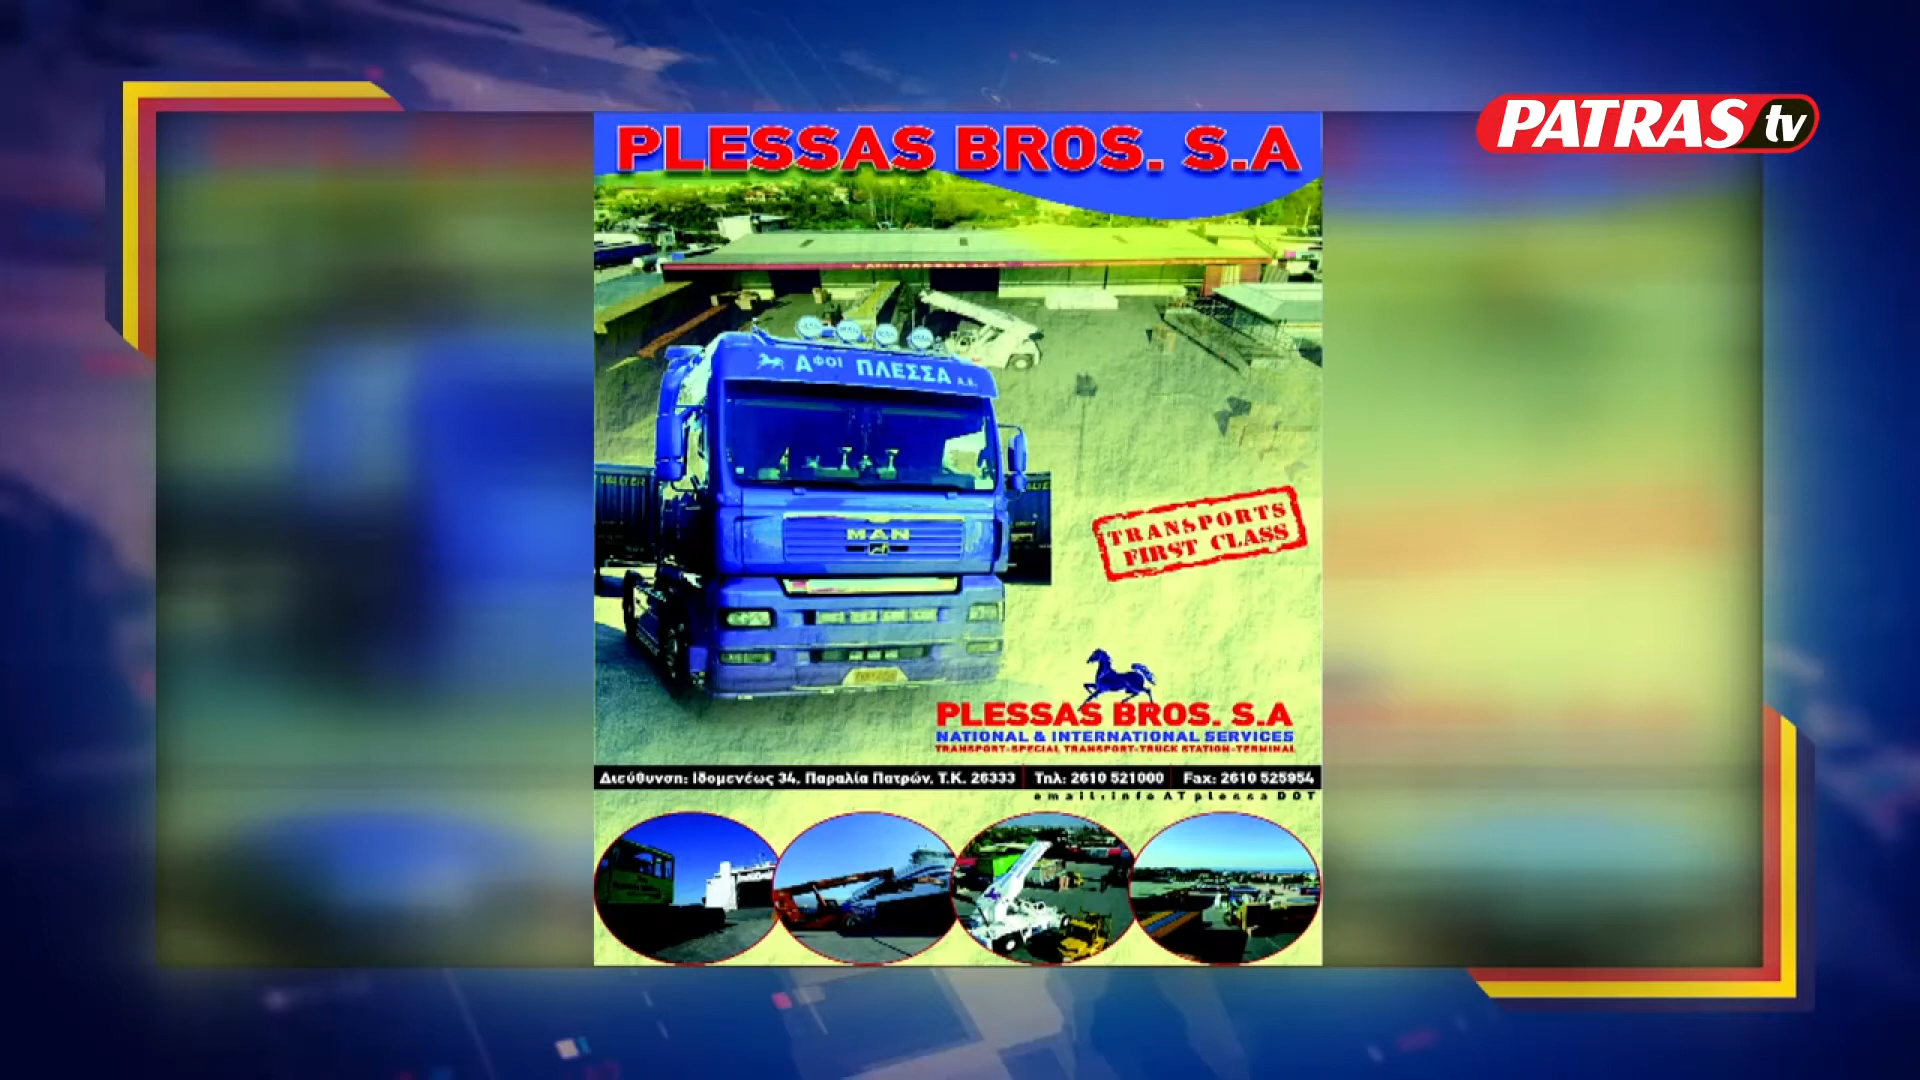 PATRAS tv
PLESSAS BROS. S.A
ΑΦΟΙ ΠΛΕΣΣΑ Α.Ε.
MAN
TRANSPORTS
FIRST CLASS
PLESSAS BROS. S.A
NATIONAL & INTERNATIONAL SERVICES
TRANSPORT-SPECIAL TRANSPORT-TRUCK STATION-TERMINAL
Διεύθυνση: Ιδομενέως 34, Παραλία Πατρών, Τ.Κ. 26333 Τηλ: 2610 521000 Fax: 2610 525954
email:info AT plessa DOT